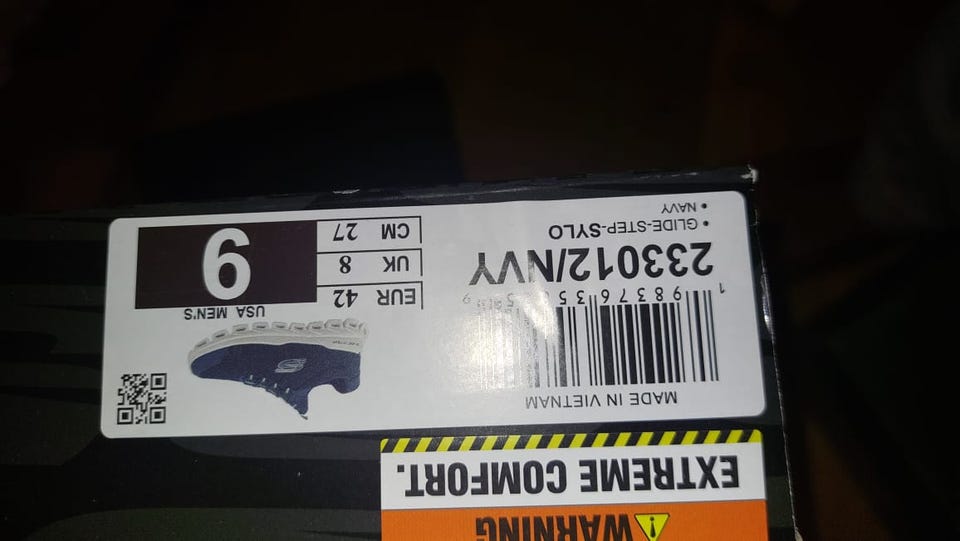 WARNING
EXTREME COMFORT.
MADE IN VIETNAM
233012/NVY
• GLIDE-STEP-SYLO
• NAVY
EUR 42
UK 8
CM 27
USA MEN'S
9